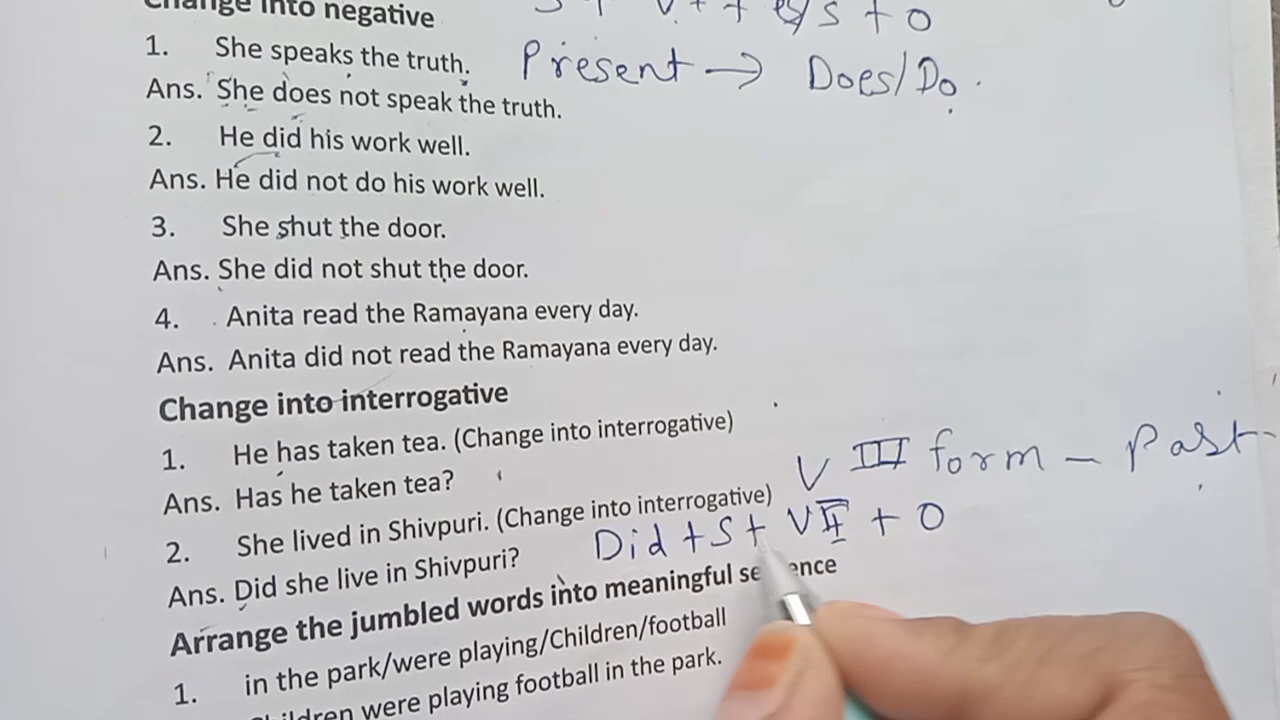 Change into negative
S + V + + es/s + O
1. She speaks the truth. Present → Does/Do.
Ans. She does not speak the truth.
2. He did his work well.
Ans. He did not do his work well.
3. She shut the door.
Ans. She did not shut the door.
4. Anita read the Ramayana every day.
Ans. Anita did not read the Ramayana every day.
Change into interrogative
1. He has taken tea. (Change into interrogative)
V III form - Past
Ans. Has he taken tea?
2. She lived in Shivpuri. (Change into interrogative)
Did + S + V II + O
Ans. Did she live in Shivpuri?
Arrange the jumbled words into meaningful
1. in the park/were playing/Children/football
Children were playing football in the park.